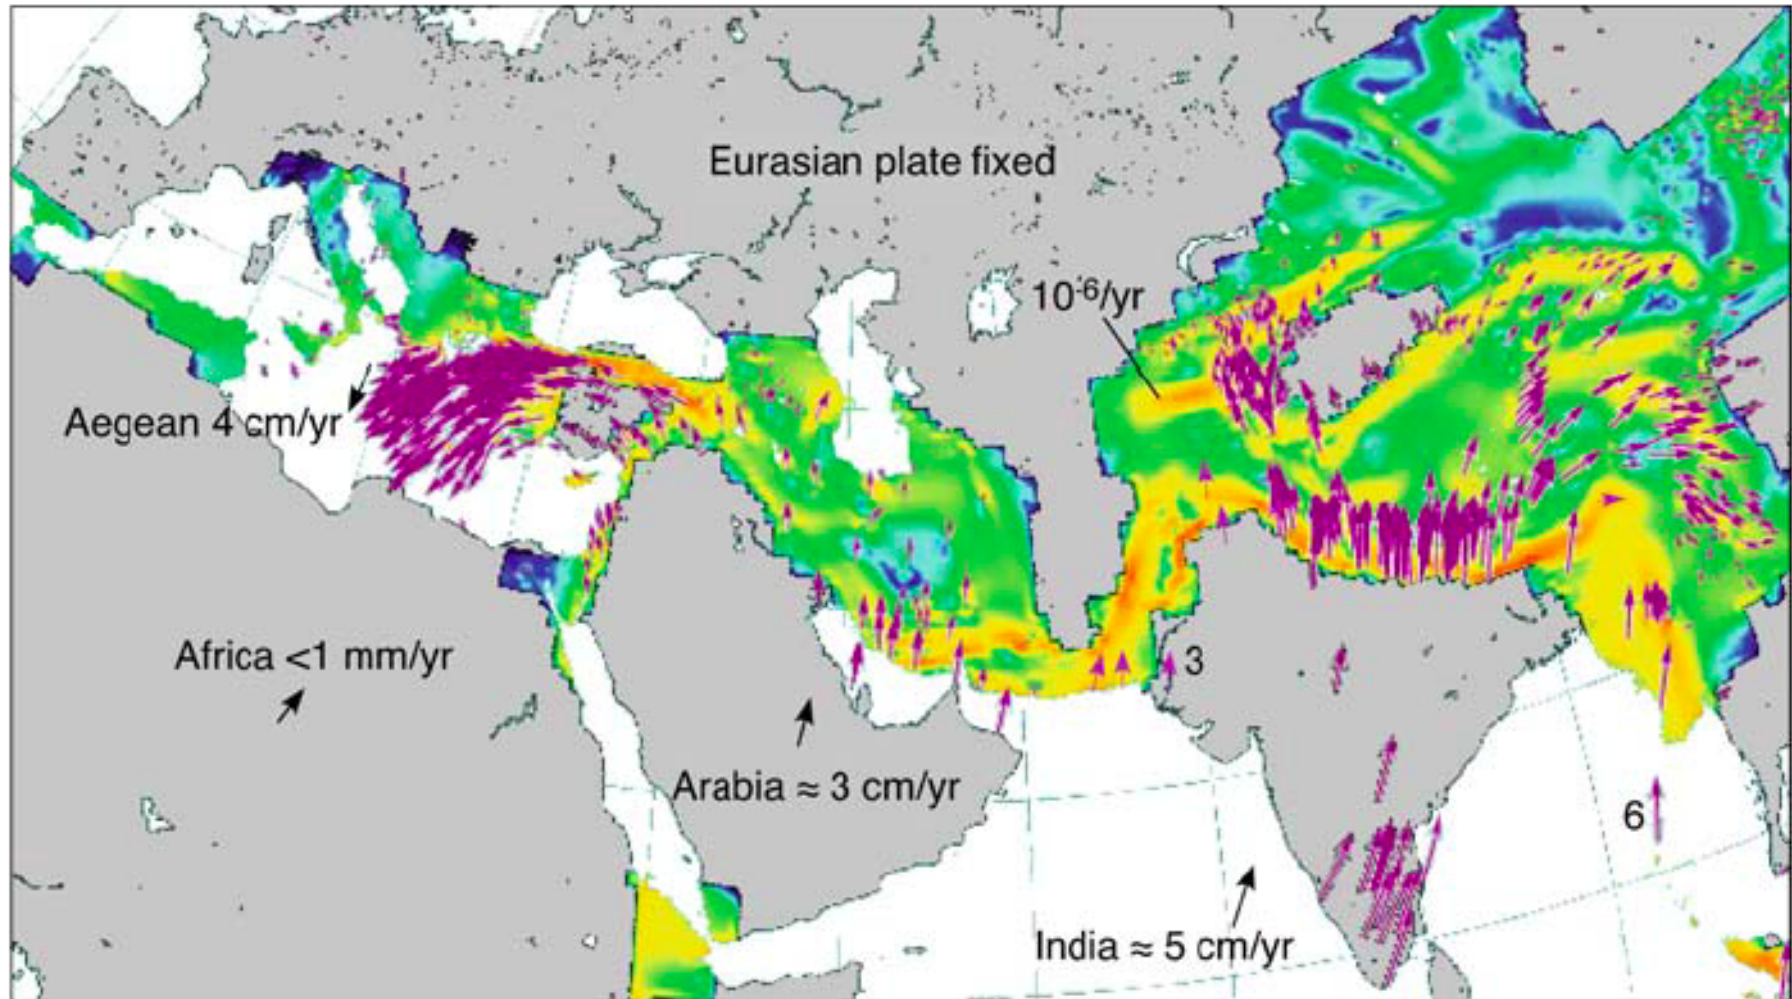 Eurasian plate fixed
10⁻⁶/yr
Aegean 4 cm/yr
Africa <1 mm/yr
3
Arabia ≈ 3 cm/yr
6
India ≈ 5 cm/yr